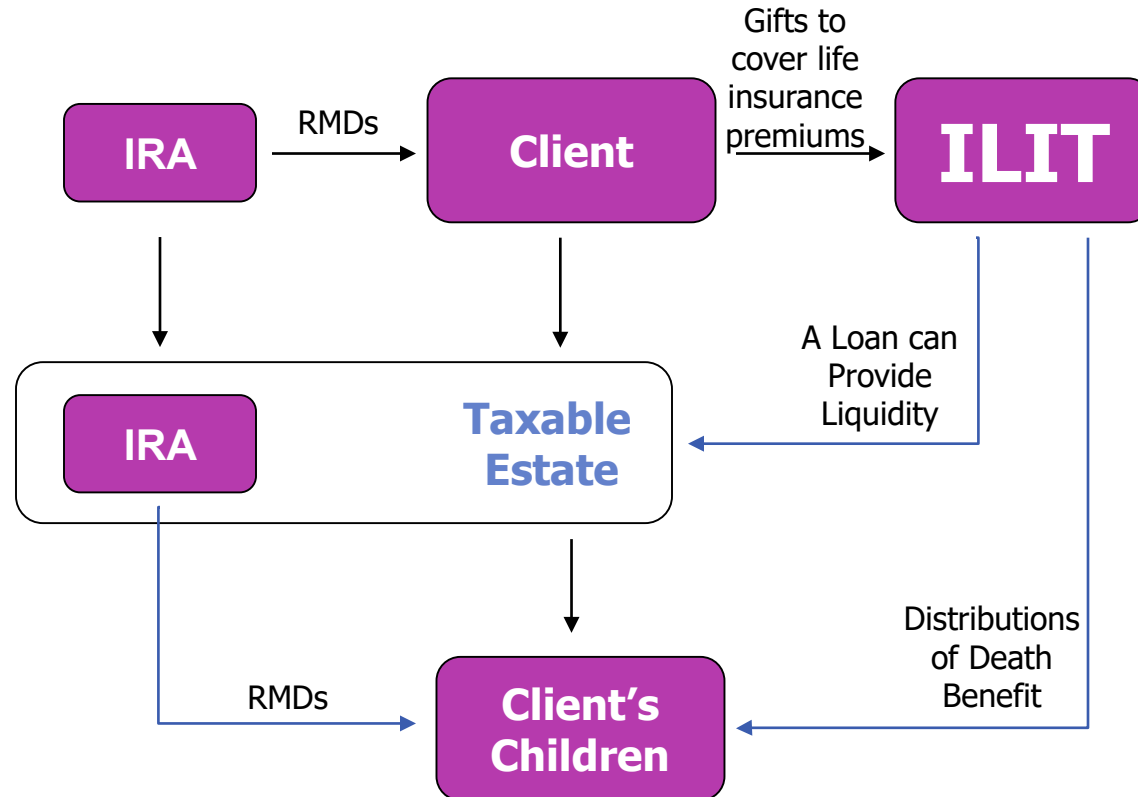 Gifts to
cover life
insurance
premiums
IRA
RMDs
Client
ILIT
A Loan can
Provide
Liquidity
IRA
Taxable
Estate
Distributions
of Death
Benefit
RMDs
Client’s
Children